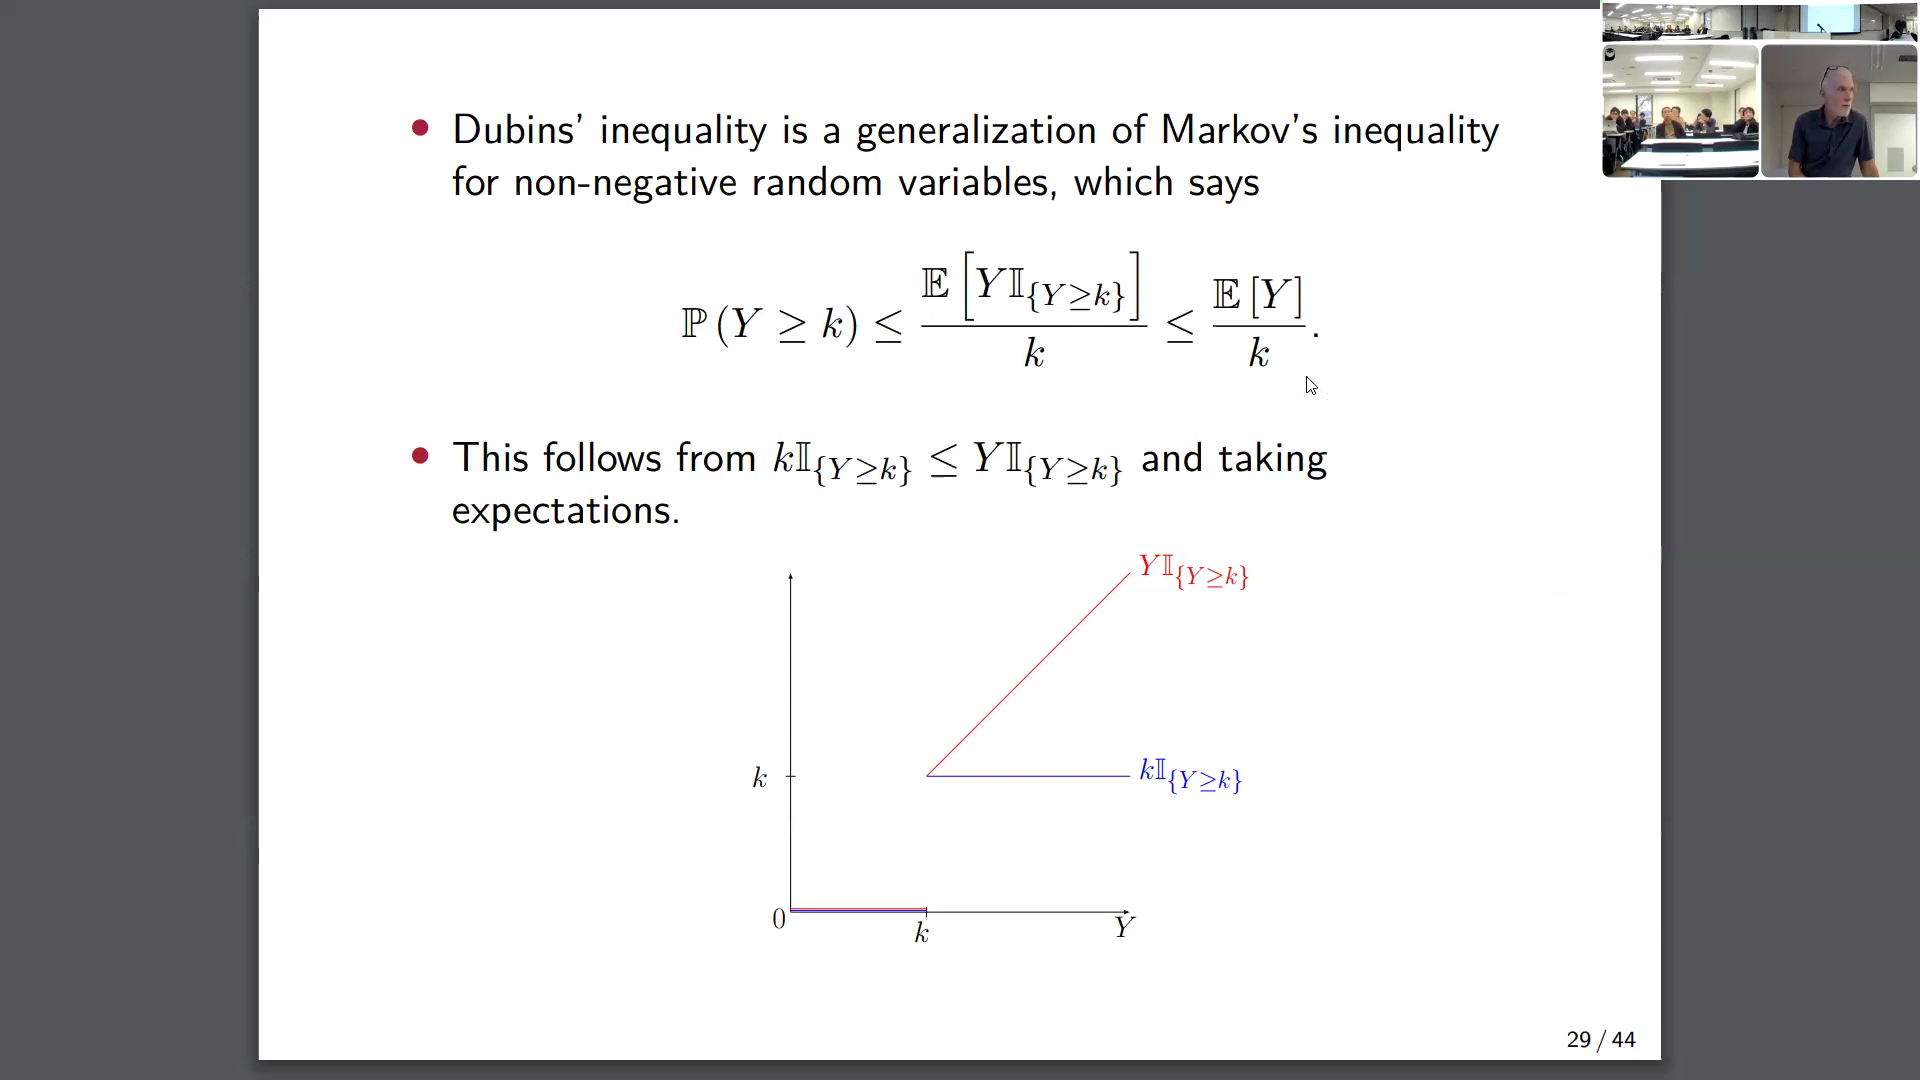 • Dubins’ inequality is a generalization of Markov’s inequality
for non-negative random variables, which says
ℙ (Y ≥ k) ≤ 𝔼 [Y𝕀_{Y≥k}] / k ≤ 𝔼 [Y] / k .
• This follows from k𝕀_{Y≥k} ≤ Y𝕀_{Y≥k} and taking
expectations.
Y𝕀_{Y≥k}
k
k𝕀_{Y≥k}
0
k
Y
29 / 44